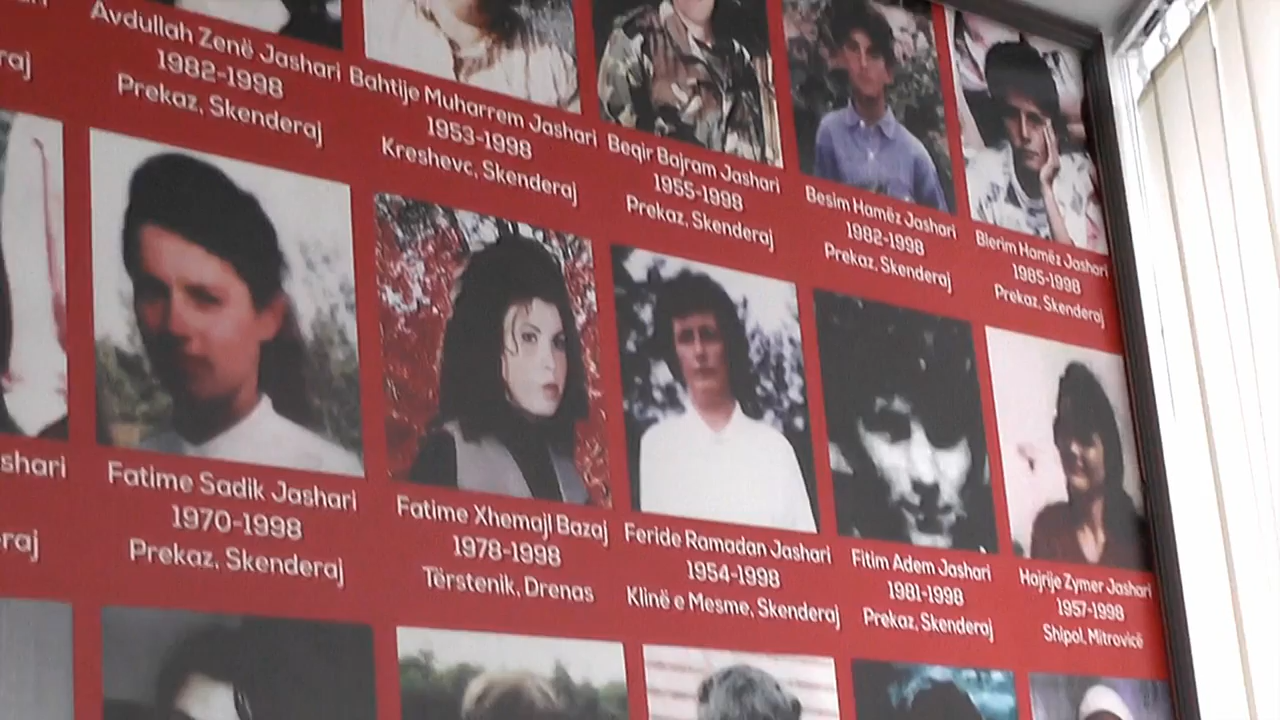 Avdullah Zenë Jashari
1982-1998
Prekaz, Skenderaj
Bahtije Muharrem Jashari
1953-1998
Kreshevc, Skenderaj
Beqir Bajram Jashari
1955-1998
Prekaz, Skenderaj
Besim Hamëz Jashari
1982-1998
Prekaz, Skenderaj
Blerim Hamëz Jashari
1985-1998
Prekaz, Skenderaj
raj
shari
raj
Fatime Sadik Jashari
1970-1998
Prekaz, Skenderaj
Fatime Xhemajl Bazaj
1978-1998
Tërstenik, Drenas
Feride Ramadan Jashari
1954-1998
Klinë e Mesme, Skenderaj
Fitim Adem Jashari
1981-1998
Prekaz, Skenderaj
Hajrije Zymer Jashari
1957-1998
Shipol, Mitrovicë